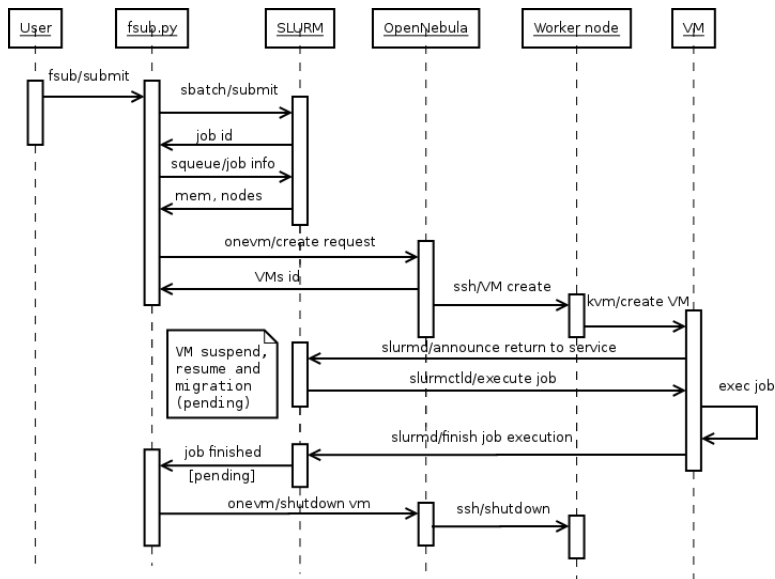 User
fsub.py
SLURM
OpenNebula
Worker node
VM
fsub/submit
sbatch/submit
job id
squeue/job info
mem, nodes
onevm/create request
VMs id
ssh/VM create
kvm/create VM
VM suspend,
resume and
migration
(pending)
slurmd/announce return to service
slurmctld/execute job
exec job
slurmd/finish job execution
job finished
[pending]
onevm/shutdown vm
ssh/shutdown